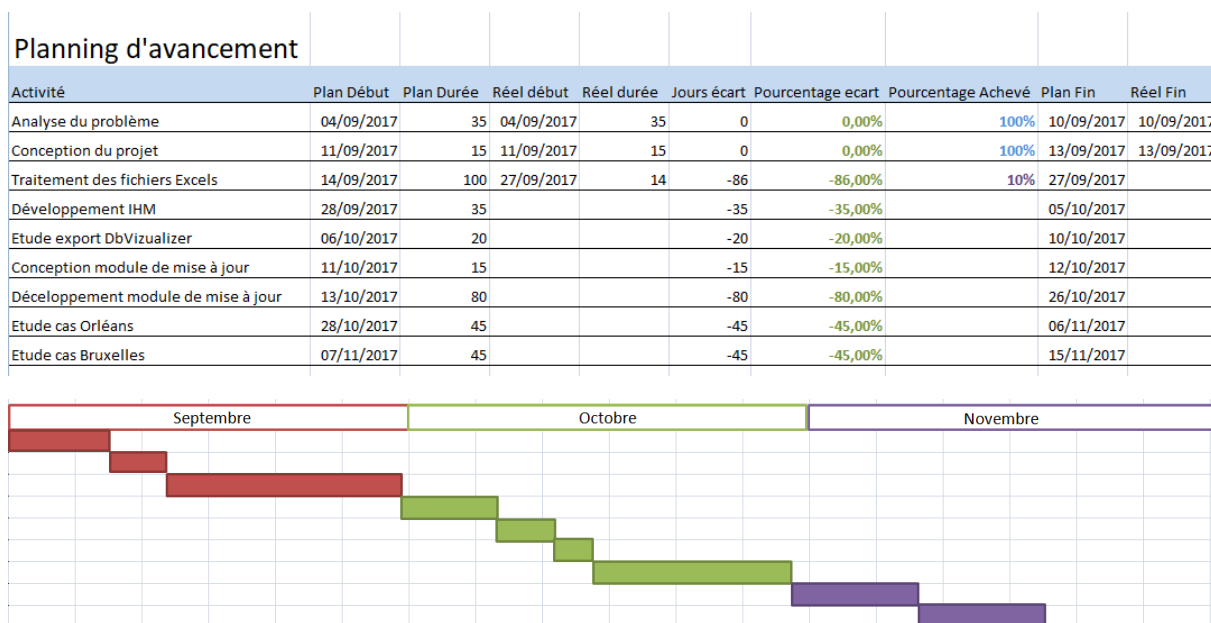 Planning d'avancement
Activité Plan Début Plan Durée Réel début Réel durée Jours écart Pourcentage ecart Pourcentage Achevé Plan Fin Réel Fin
Analyse du problème 04/09/2017 35 04/09/2017 35 0 0,00% 100% 10/09/2017 10/09/2017
Conception du projet 11/09/2017 15 11/09/2017 15 0 0,00% 100% 13/09/2017 13/09/2017
Traitement des fichiers Excels 14/09/2017 100 27/09/2017 14 -86 -86,00% 10% 27/09/2017
Développement IHM 28/09/2017 35 -35 -35,00% 05/10/2017
Etude export DbVizualizer 06/10/2017 20 -20 -20,00% 10/10/2017
Conception module de mise à jour 11/10/2017 15 -15 -15,00% 12/10/2017
Déceloppement module de mise à jour 13/10/2017 80 -80 -80,00% 26/10/2017
Etude cas Orléans 28/10/2017 45 -45 -45,00% 06/11/2017
Etude cas Bruxelles 07/11/2017 45 -45 -45,00% 15/11/2017
Septembre Octobre Novembre